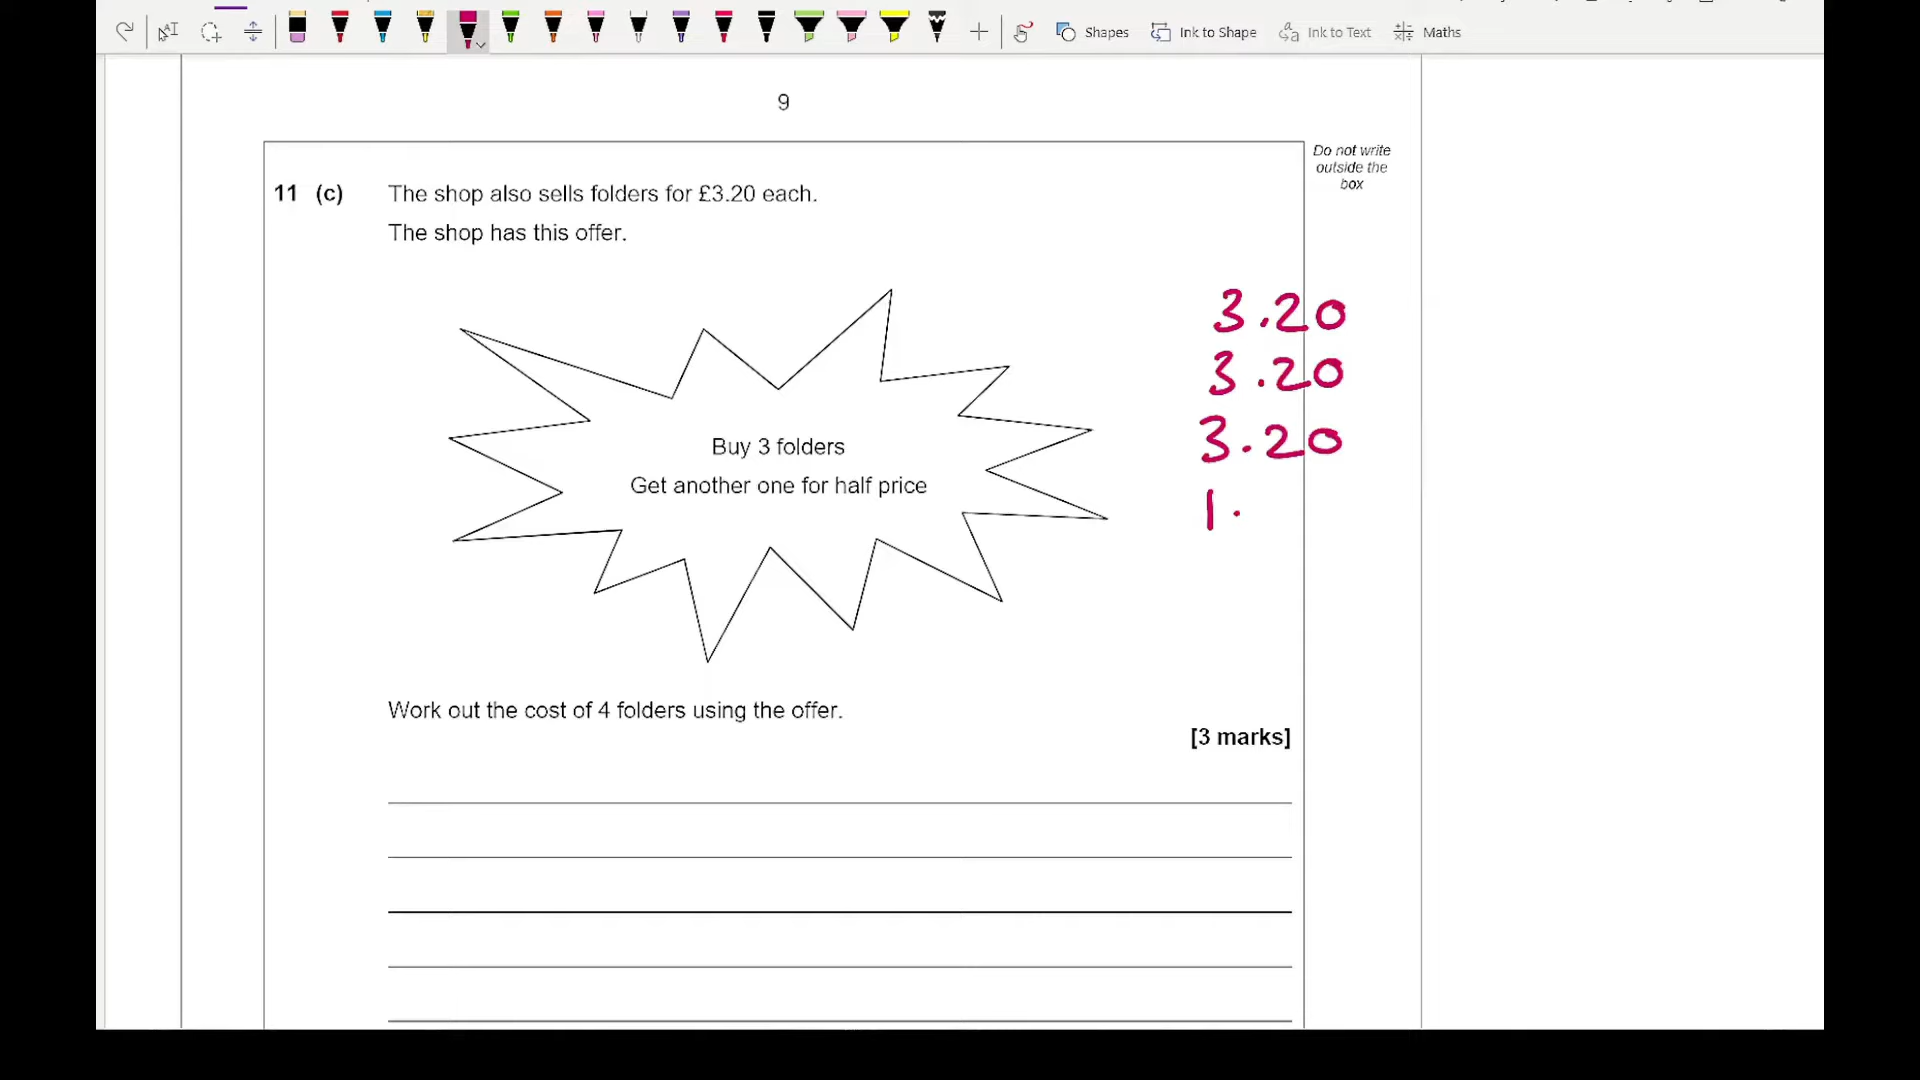 Shapes
Ink to Shape
Ink to Text
Maths
9
Do not write
outside the
box
11 (c) The shop also sells folders for £3.20 each.
The shop has this offer.
Buy 3 folders
Get another one for half price
3.20
3.20
3.20
1.
Work out the cost of 4 folders using the offer.
[3 marks]